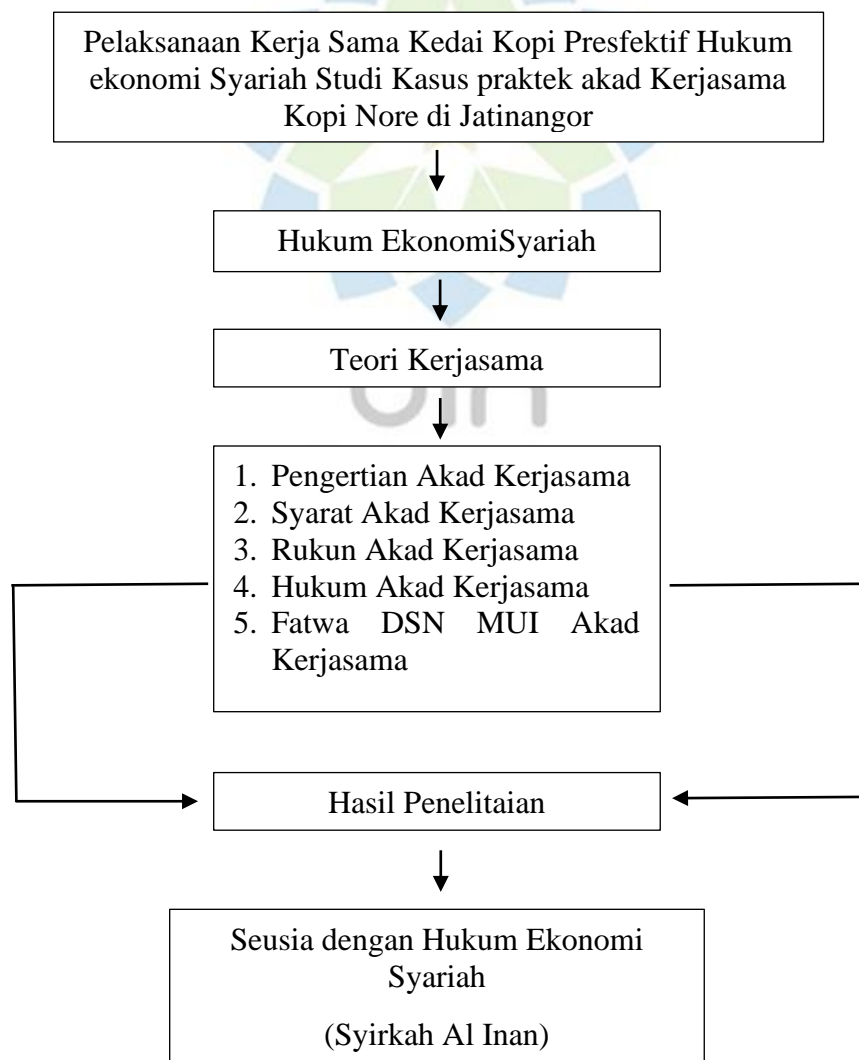 Pelaksanaan Kerja Sama Kedai Kopi Presfektif Hukum
ekonomi Syariah Studi Kasus praktek akad Kerjasama
Kopi Nore di Jatinangor
Hukum EkonomiSyariah
Teori Kerjasama
uin
1. Pengertian Akad Kerjasama
2. Syarat Akad Kerjasama
3. Rukun Akad Kerjasama
4. Hukum Akad Kerjasama
5. Fatwa DSN MUI Akad
Kerjasama
Hasil Penelitaian
Seusia dengan Hukum Ekonomi
Syariah
(Syirkah Al Inan)